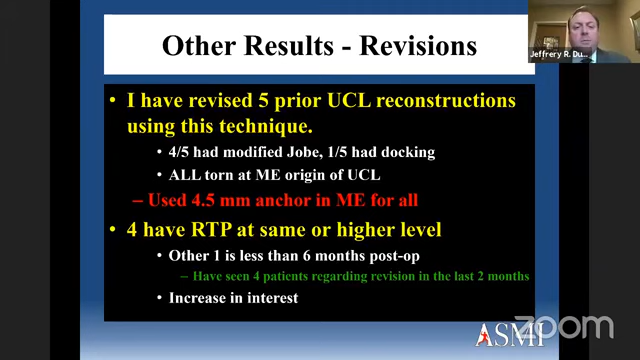 Other Results - Revisions
Jeffrery R. Du...
• I have revised 5 prior UCL reconstructions
using this technique.
• 4/5 had modified Jobe, 1/5 had docking
• ALL torn at ME origin of UCL
– Used 4.5 mm anchor in ME for all
• 4 have RTP at same or higher level
• Other 1 is less than 6 months post-op
– Have seen 4 patients regarding revision in the last 2 months
• Increase in interest
ASMI
zoom